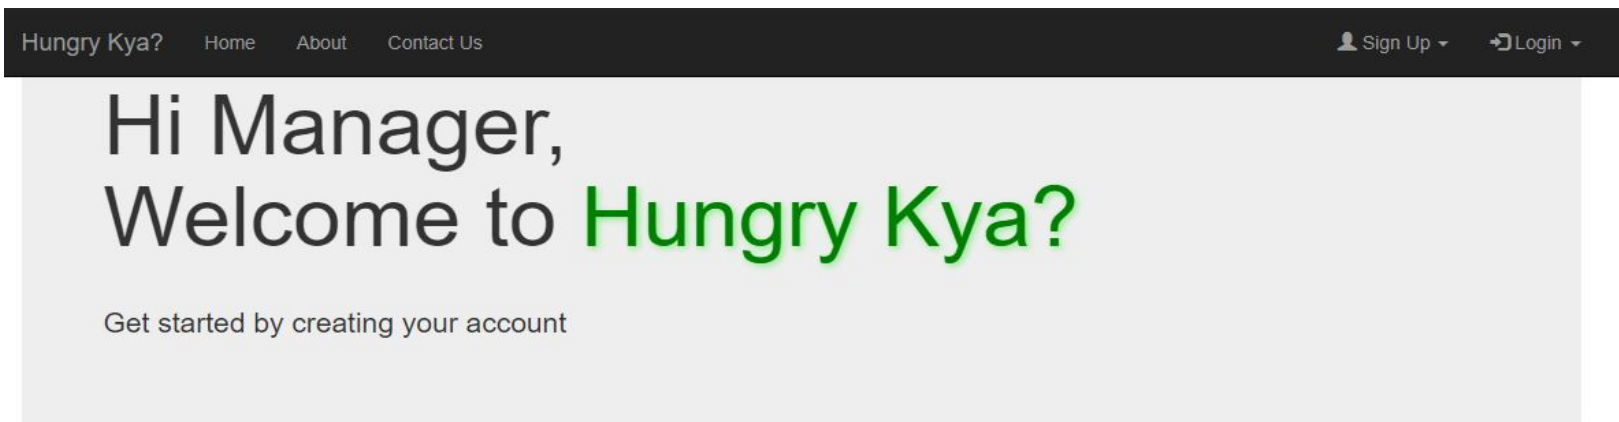 Hungry Kya? Home About Contact Us Sign Up Login
Hi Manager,
Welcome to Hungry Kya?
Get started by creating your account